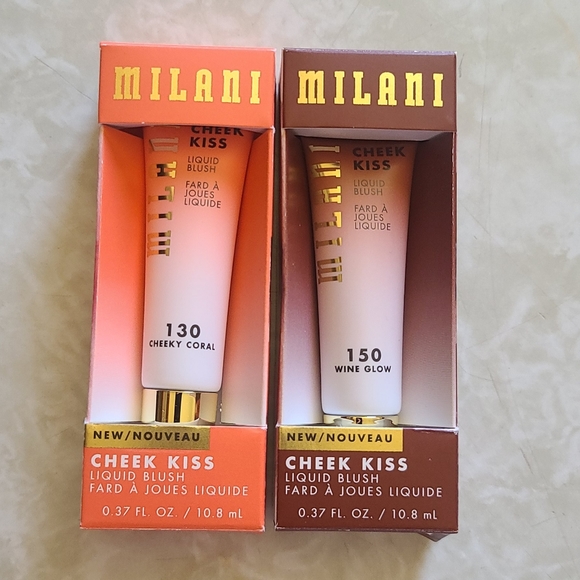 MILANI
CHEEK
KISS
LIQUID
BLUSH
FARD À
JOUES
LIQUIDE
MILANI
130
CHEEKY CORAL
NEW/NOUVEAU
CHEEK KISS
LIQUID BLUSH
FARD À JOUES LIQUIDE
0.37 FL. OZ. / 10.8 mL
MILANI
CHEEK
KISS
LIQUID
BLUSH
FARD À
JOUES
LIQUIDE
MILANI
150
WINE GLOW
NEW/NOUVEAU
CHEEK KISS
LIQUID BLUSH
FARD À JOUES LIQUIDE
0.37 FL. OZ. / 10.8 mL